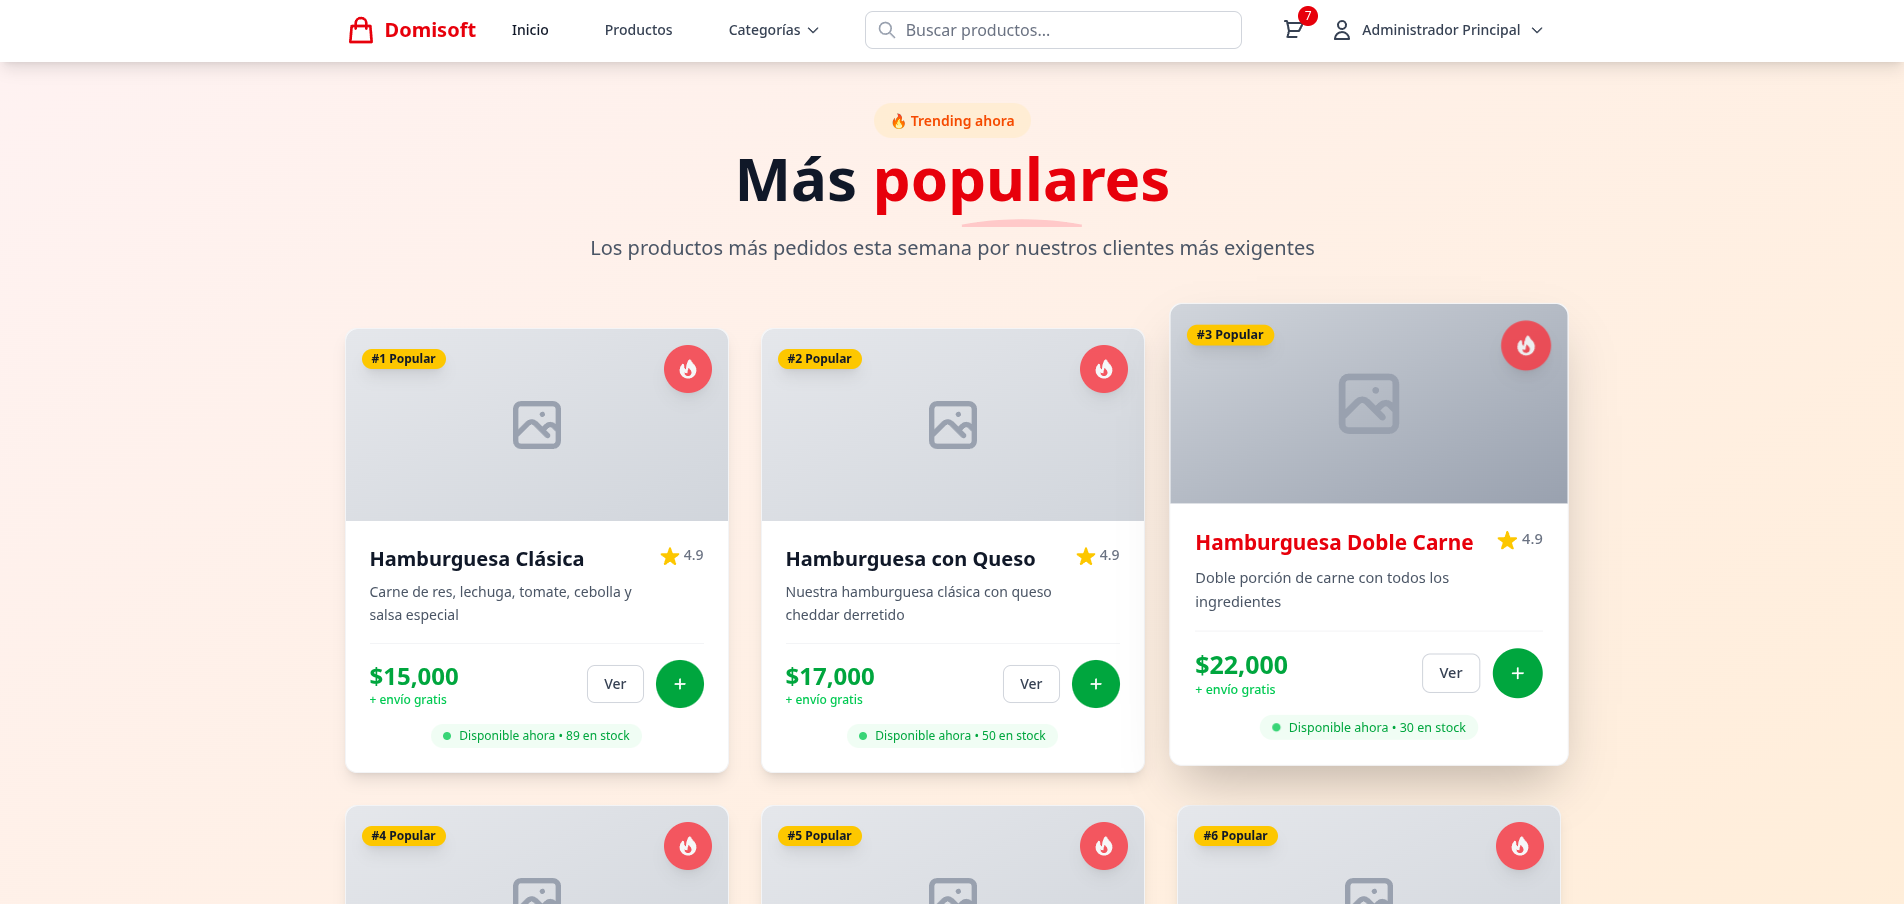 Domisoft
Inicio
Productos
Categorías
Buscar productos...
7
Administrador Principal
🔥 Trending ahora
Más populares
Los productos más pedidos esta semana por nuestros clientes más exigentes
#1 Popular
Hamburguesa Clásica
4.9
Carne de res, lechuga, tomate, cebolla y
salsa especial
$15,000
+ envío gratis
Ver
+
Disponible ahora • 89 en stock
#2 Popular
Hamburguesa con Queso
4.9
Nuestra hamburguesa clásica con queso
cheddar derretido
$17,000
+ envío gratis
Ver
+
Disponible ahora • 50 en stock
#3 Popular
Hamburguesa Doble Carne
4.9
Doble porción de carne con todos los
ingredientes
$22,000
+ envío gratis
Ver
+
Disponible ahora • 30 en stock
#4 Popular
#5 Popular
#6 Popular